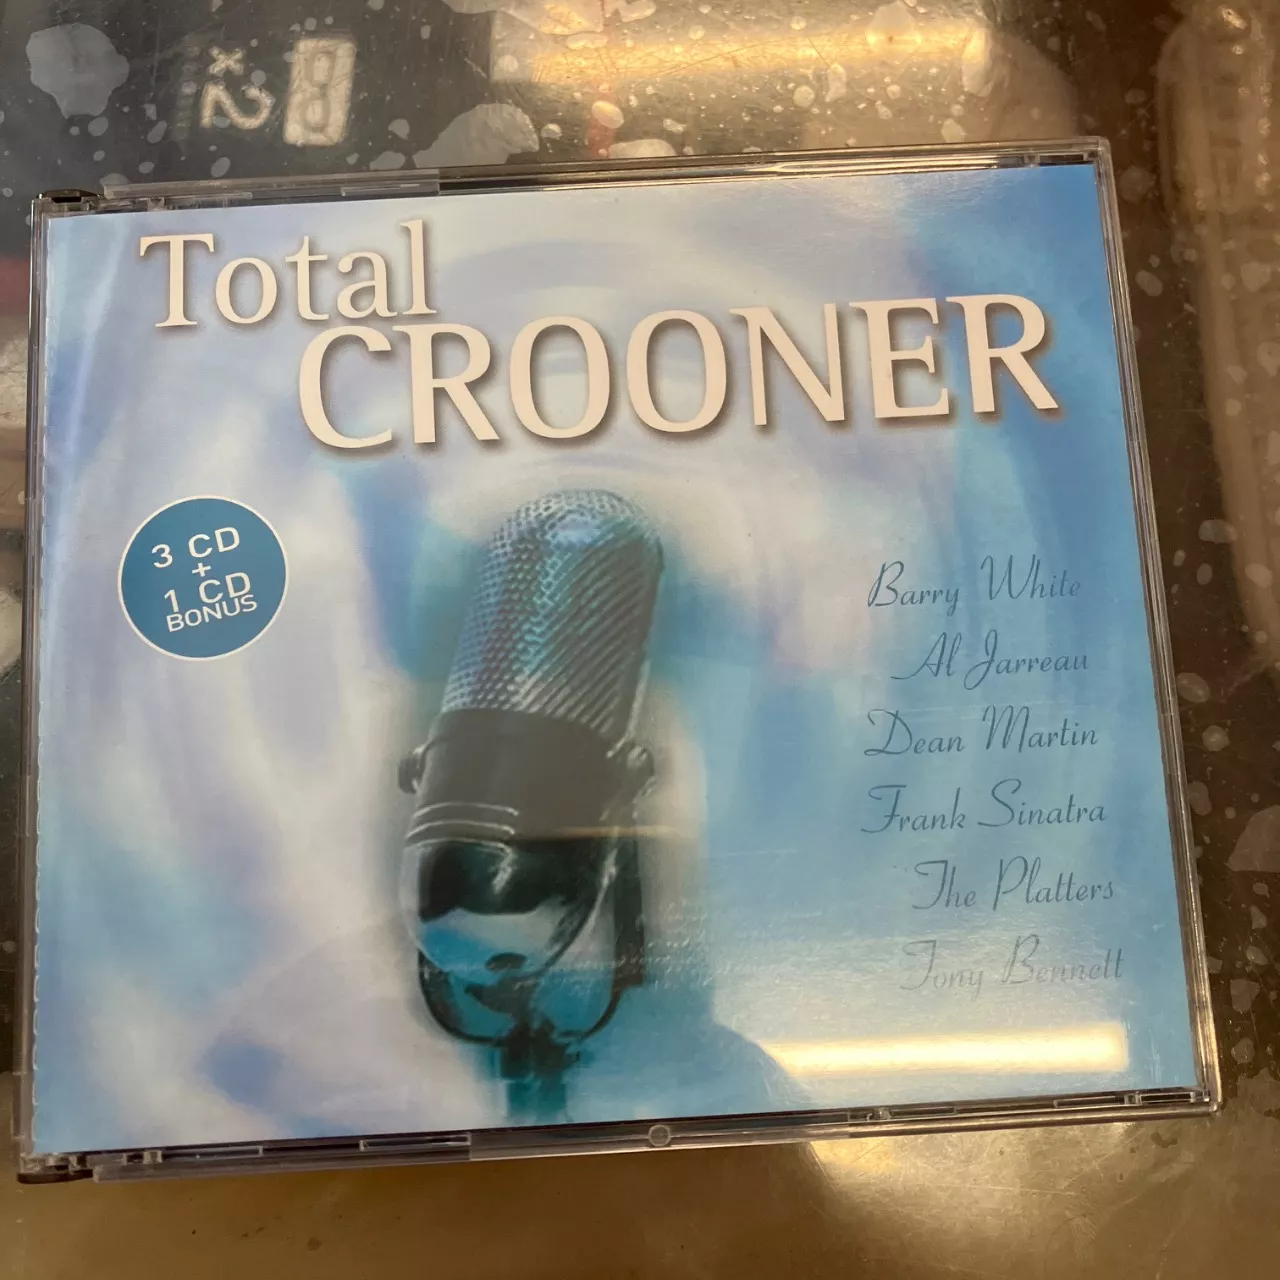 Total
CROONER
3 CD
+
1 CD
BONUS
Barry White
Al Jarreau
Dean Martin
Frank Sinatra
The Platters
Tony Bennett